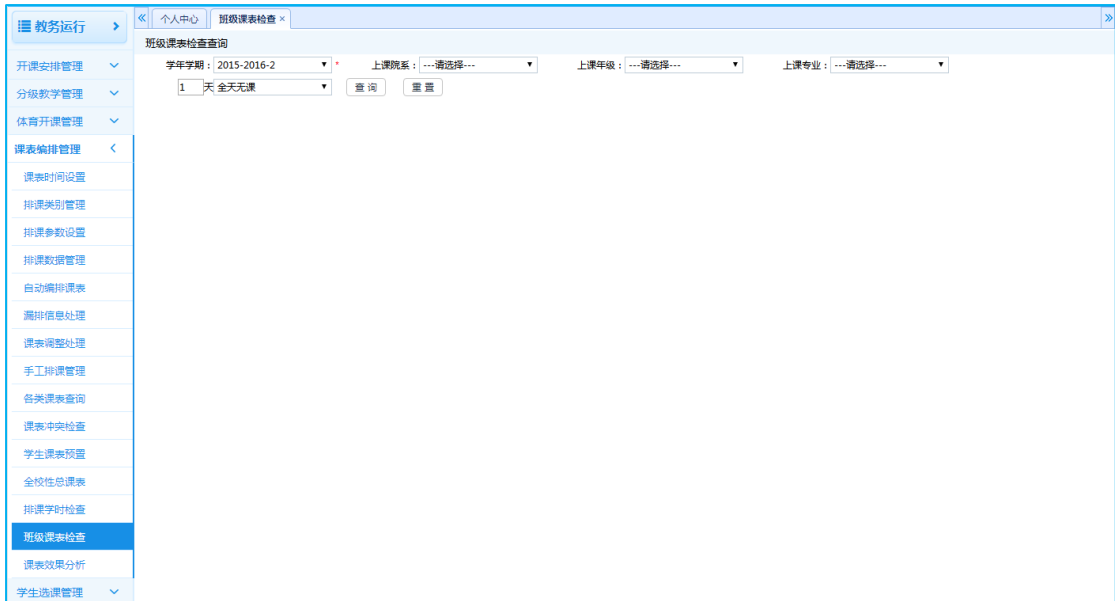 教务运行
个人中心 班级课表检查 ×
班级课表检查查询
学年学期： 2015-2016-2 * 上课院系： ---请选择--- 上课年级： ---请选择--- 上课专业： ---请选择---
1 天 全天无课 查 询 重 置
开课安排管理
分级教学管理
体育开课管理
课表编排管理
课表时间设置
排课类别管理
排课参数设置
排课数据管理
自动编排课表
漏排信息处理
课表调整处理
手工排课管理
各类课表查询
课表冲突检查
学生课表预置
全校性总课表
排课学时检查
班级课表检查
课表效果分析
学生选课管理